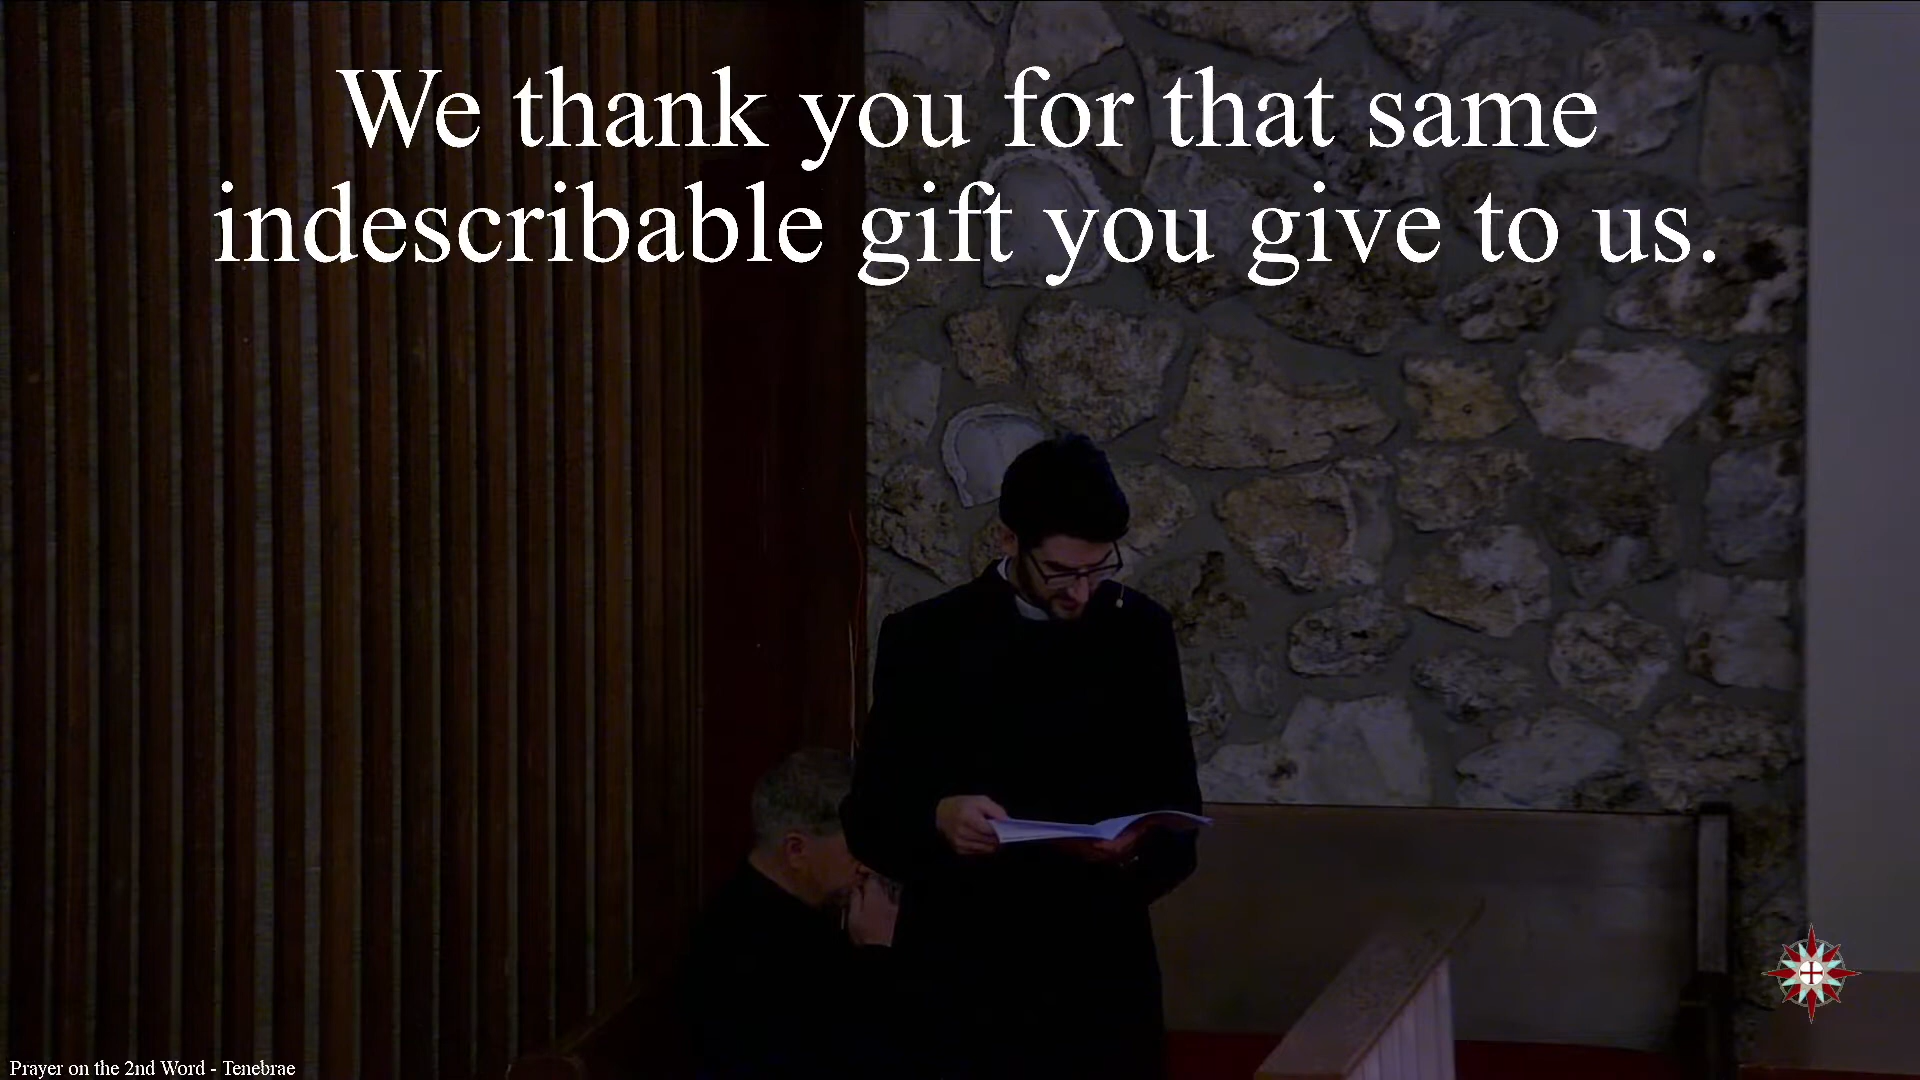 We thank you for that same
indescribable gift you give to us.
Prayer on the 2nd Word - Tenebrae